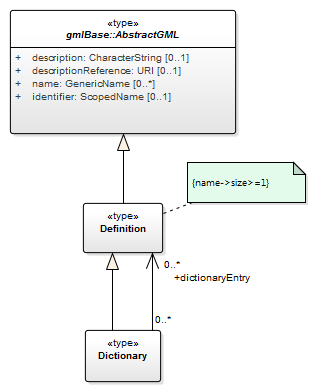 «type»
gmlBase::AbstractGML
+ description: CharacterString [0..1]
+ descriptionReference: URI [0..1]
+ name: GenericName [0..*]
+ identifier: ScopedName [0..1]
{name->size>=1}
«type»
Definition
0..*
+dictionaryEntry
0..*
«type»
Dictionary